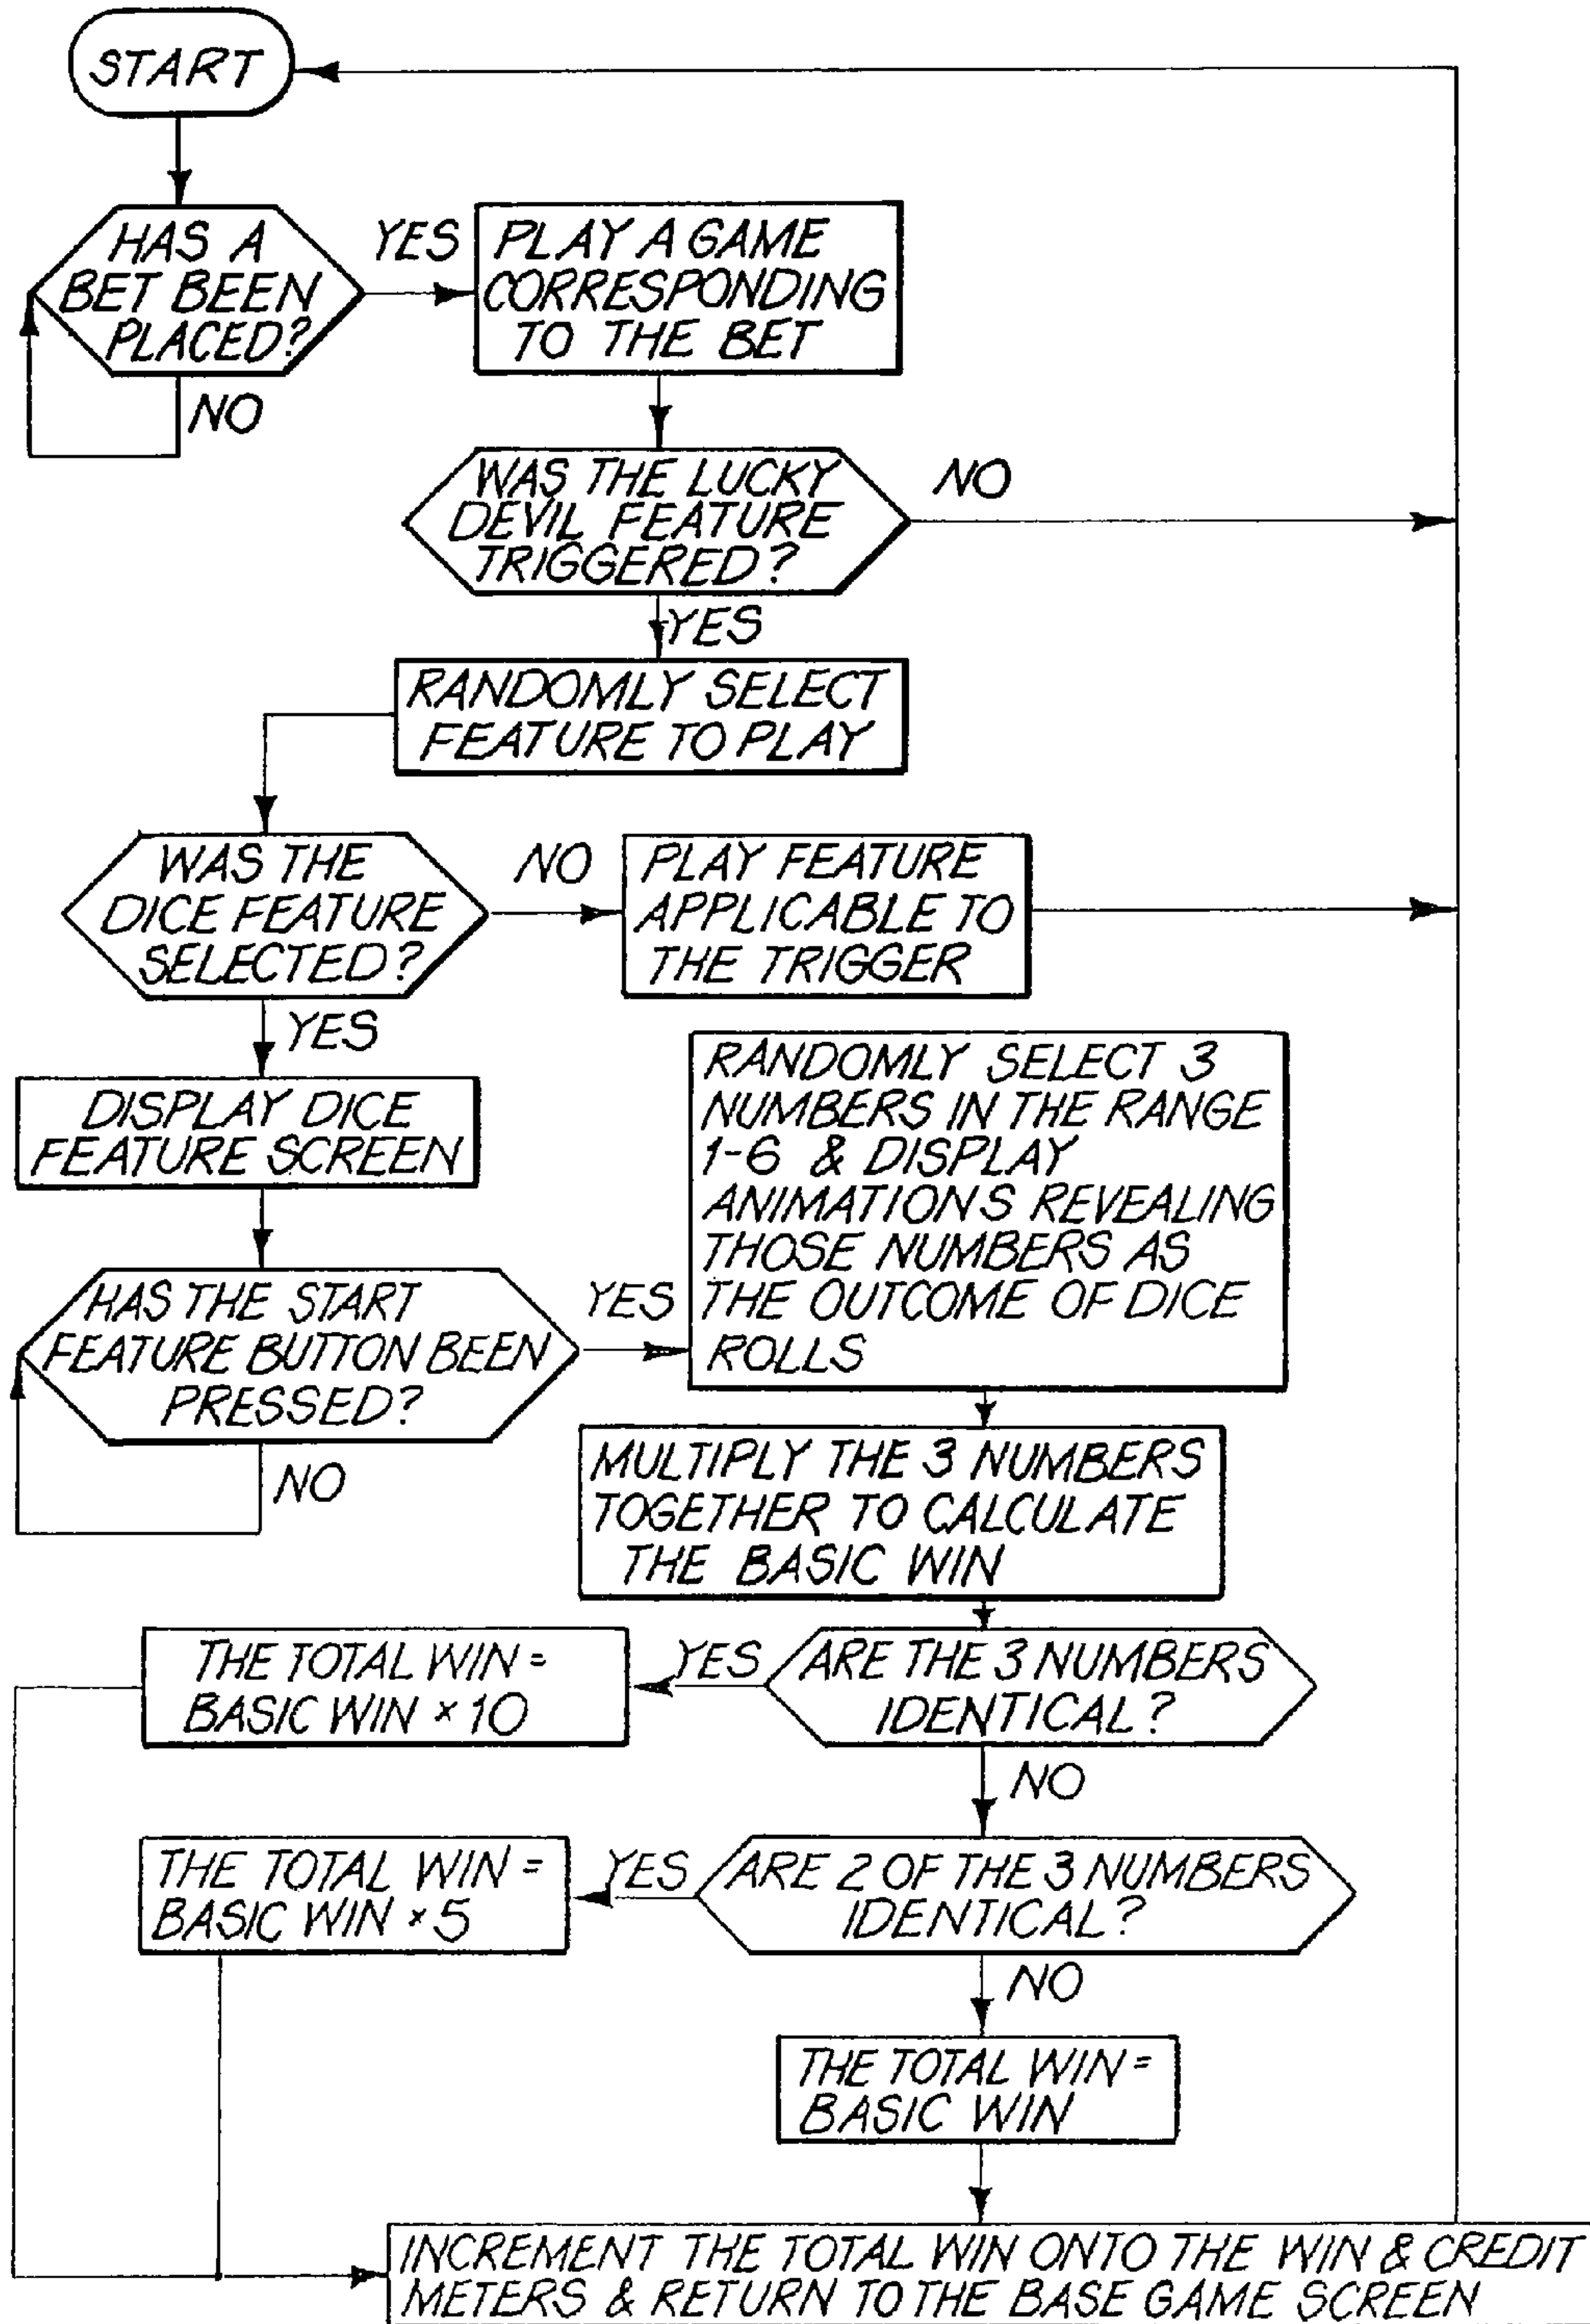 START
HAS A
BET BEEN
PLACED?
YES
NO
PLAY A GAME
CORRESPONDING
TO THE BET
WAS THE LUCKY
DEVIL FEATURE
TRIGGERED?
NO
YES
RANDOMLY SELECT
FEATURE TO PLAY
WAS THE
DICE FEATURE
SELECTED?
NO
PLAY FEATURE
APPLICABLE TO
THE TRIGGER
YES
DISPLAY DICE
FEATURE SCREEN
HAS THE START
FEATURE BUTTON BEEN
PRESSED?
YES
NO
RANDOMLY SELECT 3
NUMBERS IN THE RANGE
1-6 & DISPLAY
ANIMATIONS REVEALING
THOSE NUMBERS AS
THE OUTCOME OF DICE
ROLLS
MULTIPLY THE 3 NUMBERS
TOGETHER TO CALCULATE
THE BASIC WIN
ARE THE 3 NUMBERS
IDENTICAL?
YES
THE TOTAL WIN =
BASIC WIN × 10
NO
ARE 2 OF THE 3 NUMBERS
IDENTICAL?
YES
THE TOTAL WIN =
BASIC WIN × 5
NO
THE TOTAL WIN =
BASIC WIN
INCREMENT THE TOTAL WIN ONTO THE WIN & CREDIT
METERS & RETURN TO THE BASE GAME SCREEN